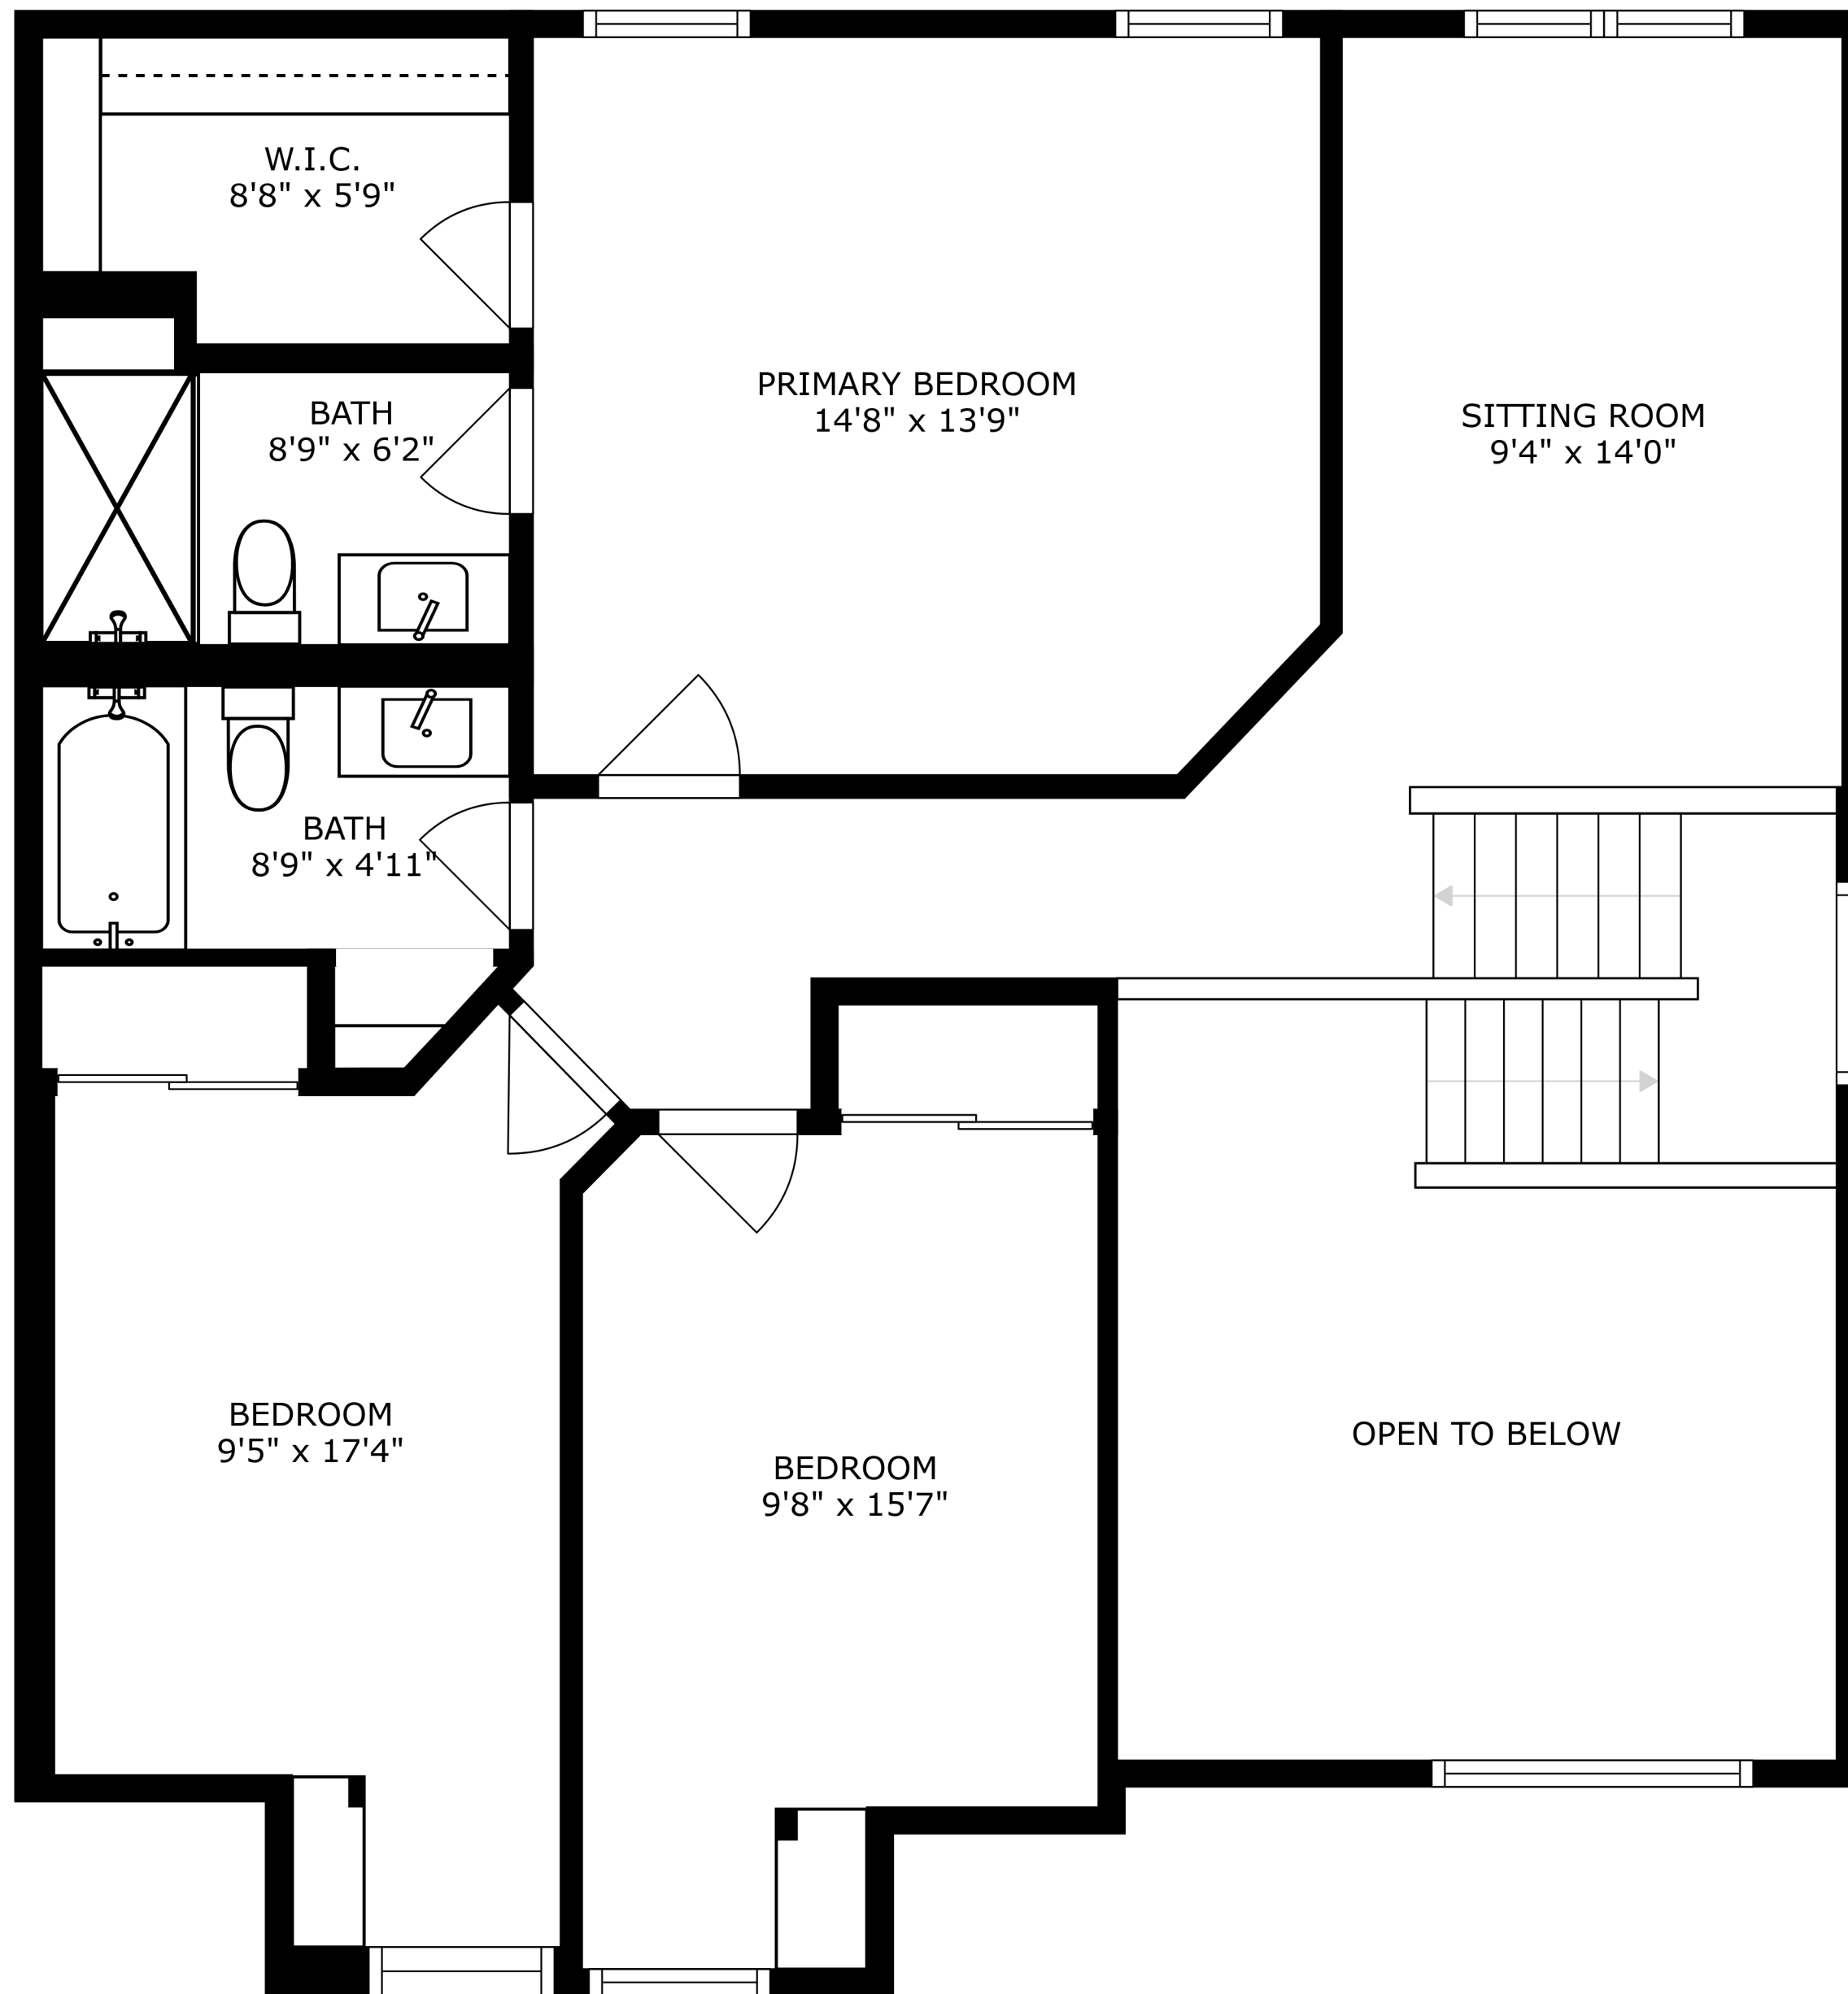 W.I.C.
8'8" x 5'9"
PRIMARY BEDROOM
14'8" x 13'9"
BATH
8'9" x 6'2"
SITTING ROOM
9'4" x 14'0"
BATH
8'9" x 4'11"
BEDROOM
9'5" x 17'4"
BEDROOM
9'8" x 15'7"
OPEN TO BELOW